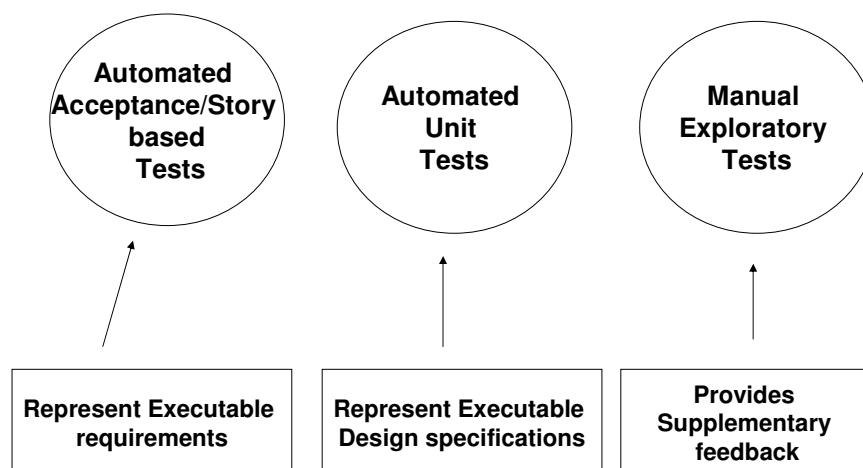 Automated
Acceptance/Story
based
Tests
Automated
Unit
Tests
Manual
Exploratory
Tests
Represent Executable
requirements
Represent Executable
Design specifications
Provides
Supplementary
feedback